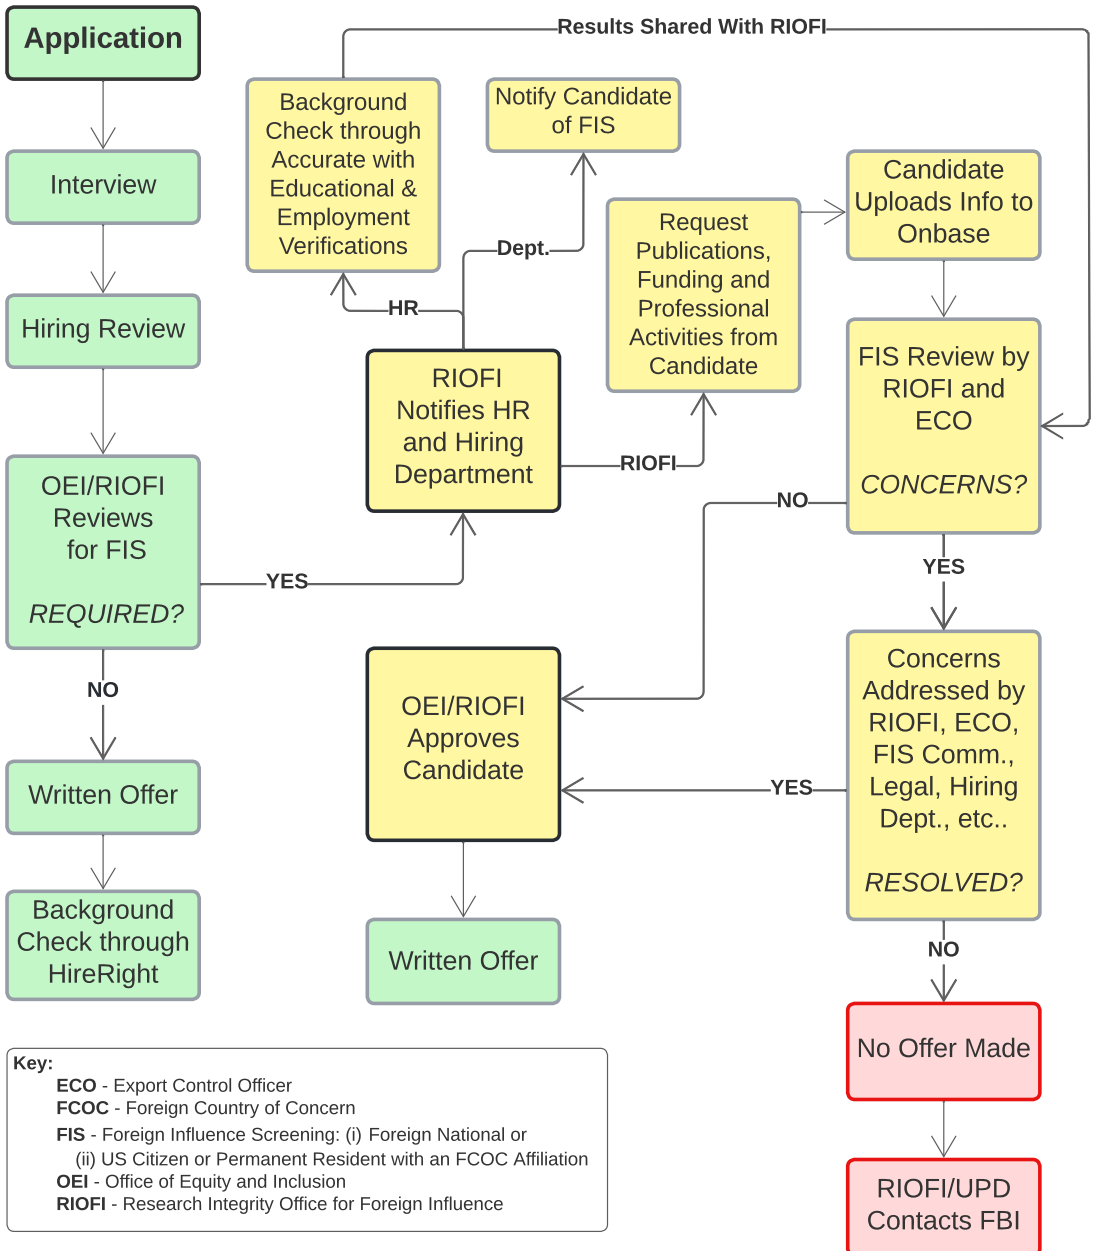 Application
Interview
Hiring Review
OEI/RIOFI
Reviews
for FIS
REQUIRED?
YES
NO
Written Offer
Background
Check through
HireRight
Results Shared With RIOFI
Background
Check through
Accurate with
Educational &
Employment
Verifications
Notify Candidate
of FIS
Dept.
HR
RIOFI
Notifies HR
and Hiring
Department
RIOFI
Request
Publications,
Funding and
Professional
Activities from
Candidate
Candidate
Uploads Info to
Onbase
FIS Review by
RIOFI and
ECO
CONCERNS?
NO
YES
Concerns
Addressed by
RIOFI, ECO,
FIS Comm.,
Legal, Hiring
Dept., etc..
RESOLVED?
YES
NO
OEI/RIOFI
Approves
Candidate
Written Offer
No Offer Made
RIOFI/UPD
Contacts FBI
Key:
ECO - Export Control Officer
FCOC - Foreign Country of Concern
FIS - Foreign Influence Screening: (i) Foreign National or
(ii) US Citizen or Permanent Resident with an FCOC Affiliation
OEI - Office of Equity and Inclusion
RIOFI - Research Integrity Office for Foreign Influence